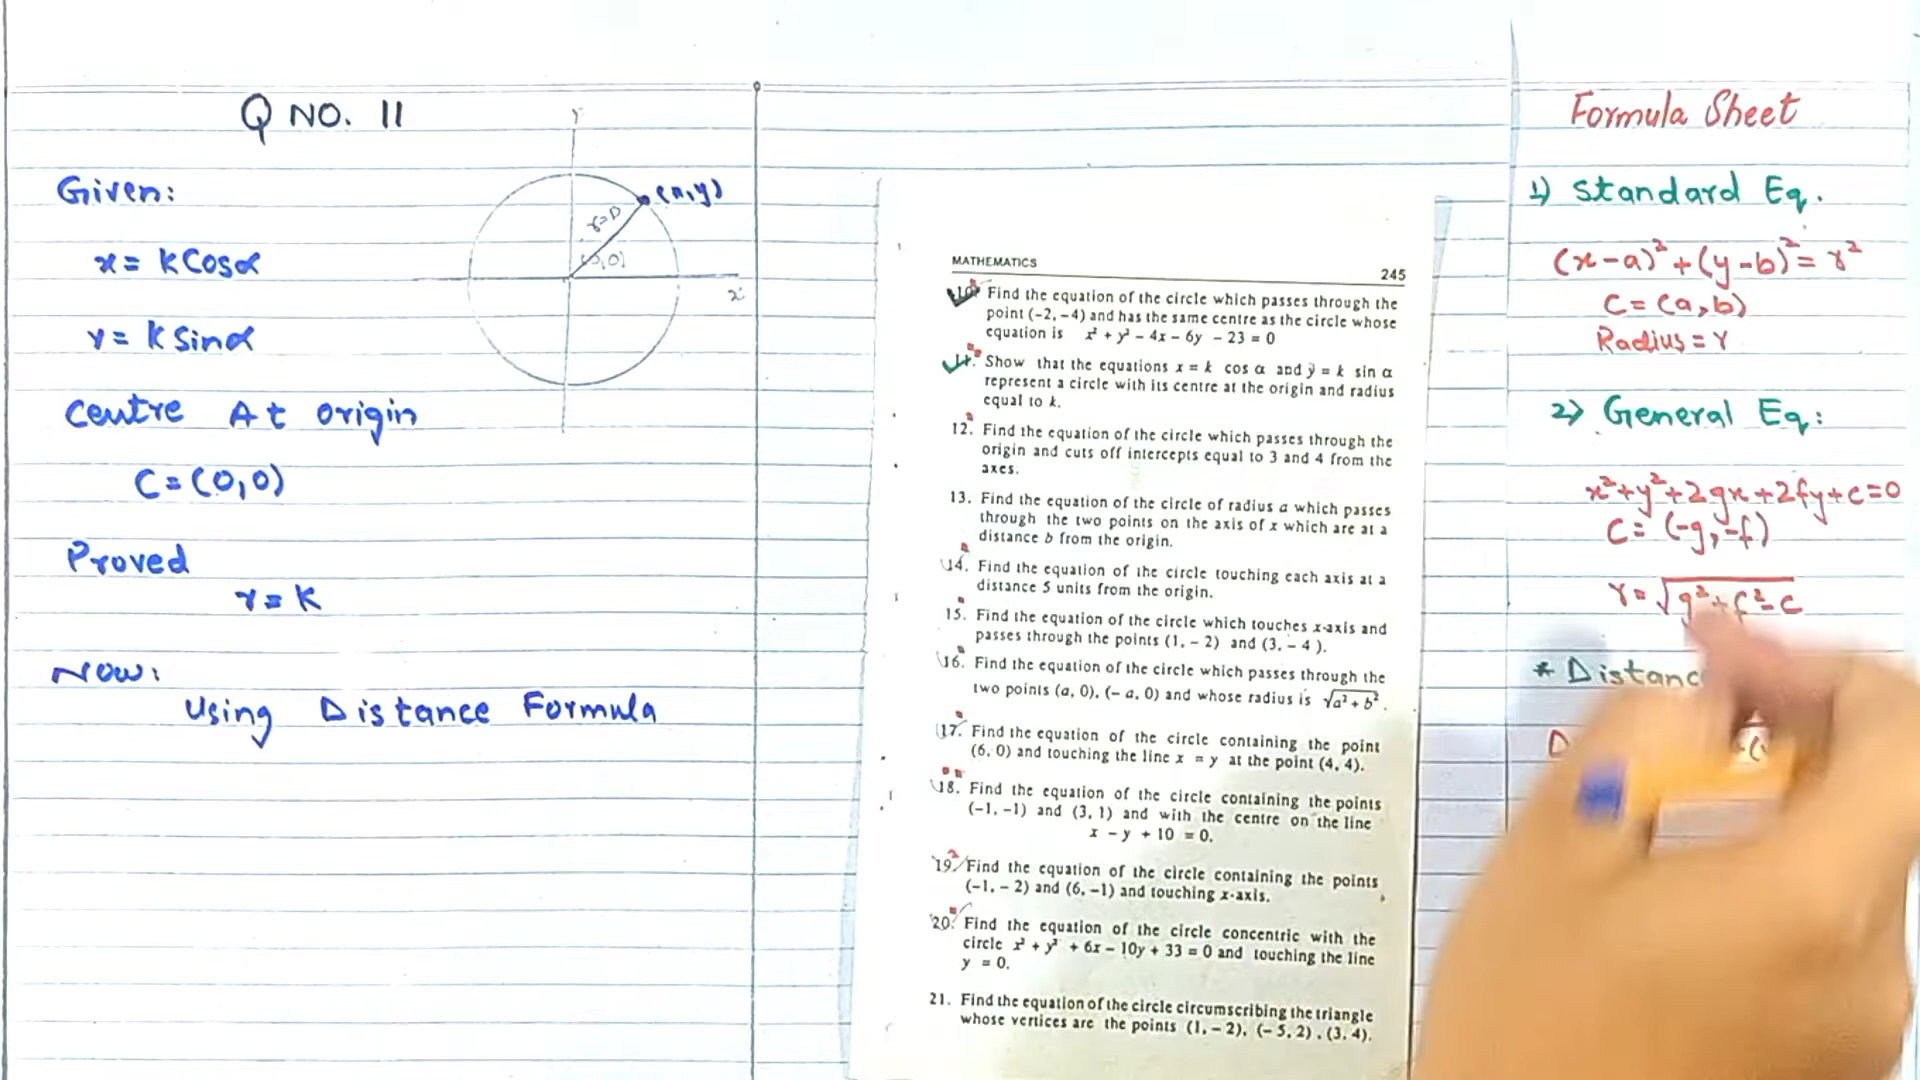 Q NO. 11
Given:
x = k Cosα
y = k Sinα
Centre At Origin
C = (0,0)
Proved
r = k
Now:
Using Distance Formula
Y
(x,y)
r=D
(0,0)
x
MATHEMATICS
245
10. Find the equation of the circle which passes through the
point (-2, -4) and has the same centre as the circle whose
equation is x² + y² - 4x - 6y - 23 = 0
11. Show that the equations x = k cos α and y = k sin α
represent a circle with its centre at the origin and radius
equal to k.
12. Find the equation of the circle which passes through the
origin and cuts off intercepts equal to 3 and 4 from the
axes.
13. Find the equation of the circle of radius a which passes
through the two points on the axis of x which are at a
distance b from the origin.
14. Find the equation of the circle touching each axis at a
distance 5 units from the origin.
15. Find the equation of the circle which touches x-axis and
passes through the points (1, - 2) and (3, - 4 ).
16. Find the equation of the circle which passes through the
two points (a, 0), (- a, 0) and whose radius is √a² + b² .
17. Find the equation of the circle containing the point
(6, 0) and touching the line x = y at the point (4, 4).
18. Find the equation of the circle containing the points
(-1, -1) and (3, 1) and with the centre on the line
x - y + 10 = 0.
19. Find the equation of the circle containing the points
(-1, - 2) and (6, -1) and touching x-axis.
20. Find the equation of the circle concentric with the
circle x² + y² + 6x - 10y + 33 = 0 and touching the line
y = 0.
21. Find the equation of the circle circumscribing the triangle
whose vertices are the points (1, - 2), (- 5, 2) , (3, 4).
Formula Sheet
1) Standard Eq.
(x-a)²+(y-b)²= r²
C = (a,b)
Radius = r
2) General Eq:
x²+y²+2gx+2fy+c=0
C= (-g,-f)
r= √g²+f²-c
* Distanc
D